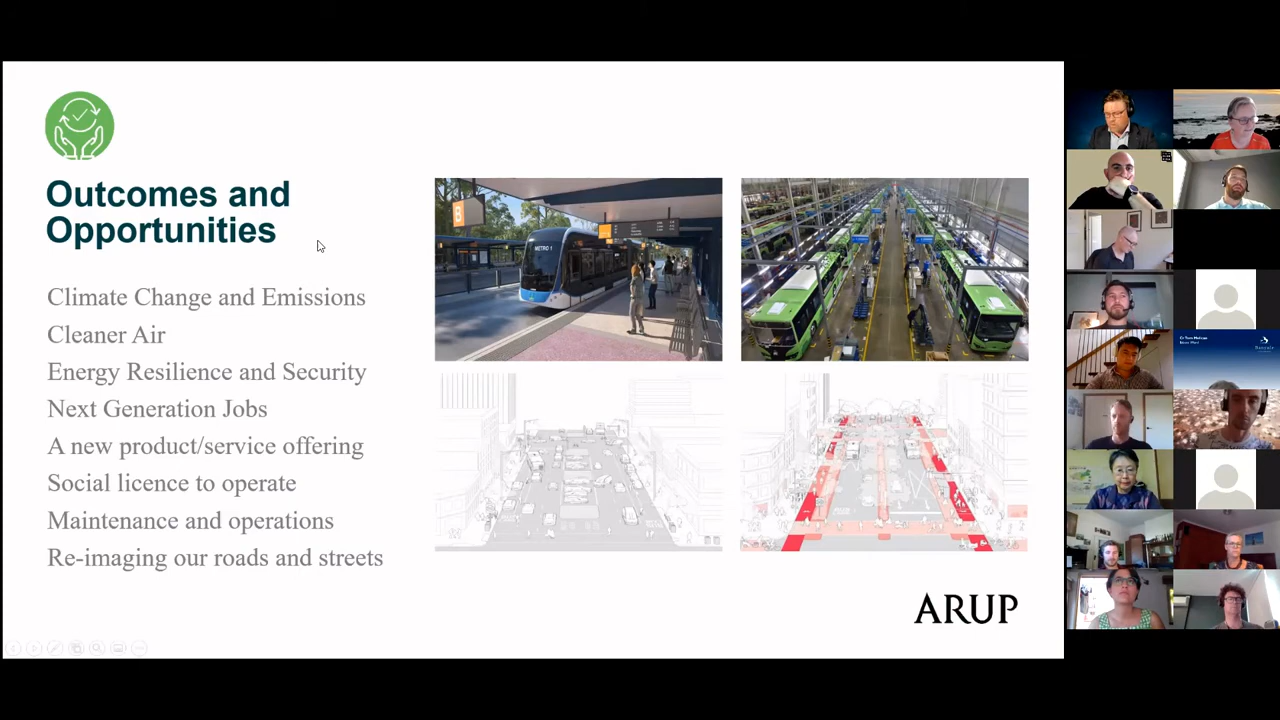 Outcomes and
Opportunities
Climate Change and Emissions
Cleaner Air
Energy Resilience and Security
Next Generation Jobs
A new product/service offering
Social licence to operate
Maintenance and operations
Re-imaging our roads and streets
B
METRO 1
ARUP